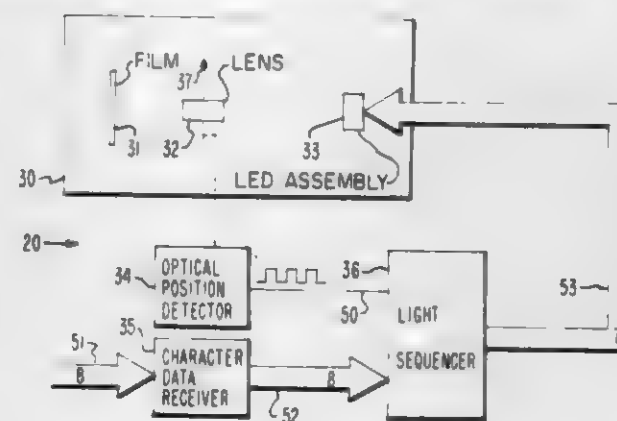 FILM 37 LENS
31 32 33
LED ASSEMBLY
30
20
34 OPTICAL POSITION DETECTOR
36
50
53
LIGHT SEQUENCER
51 35
8 CHARACTER DATA RECEIVER 8
52